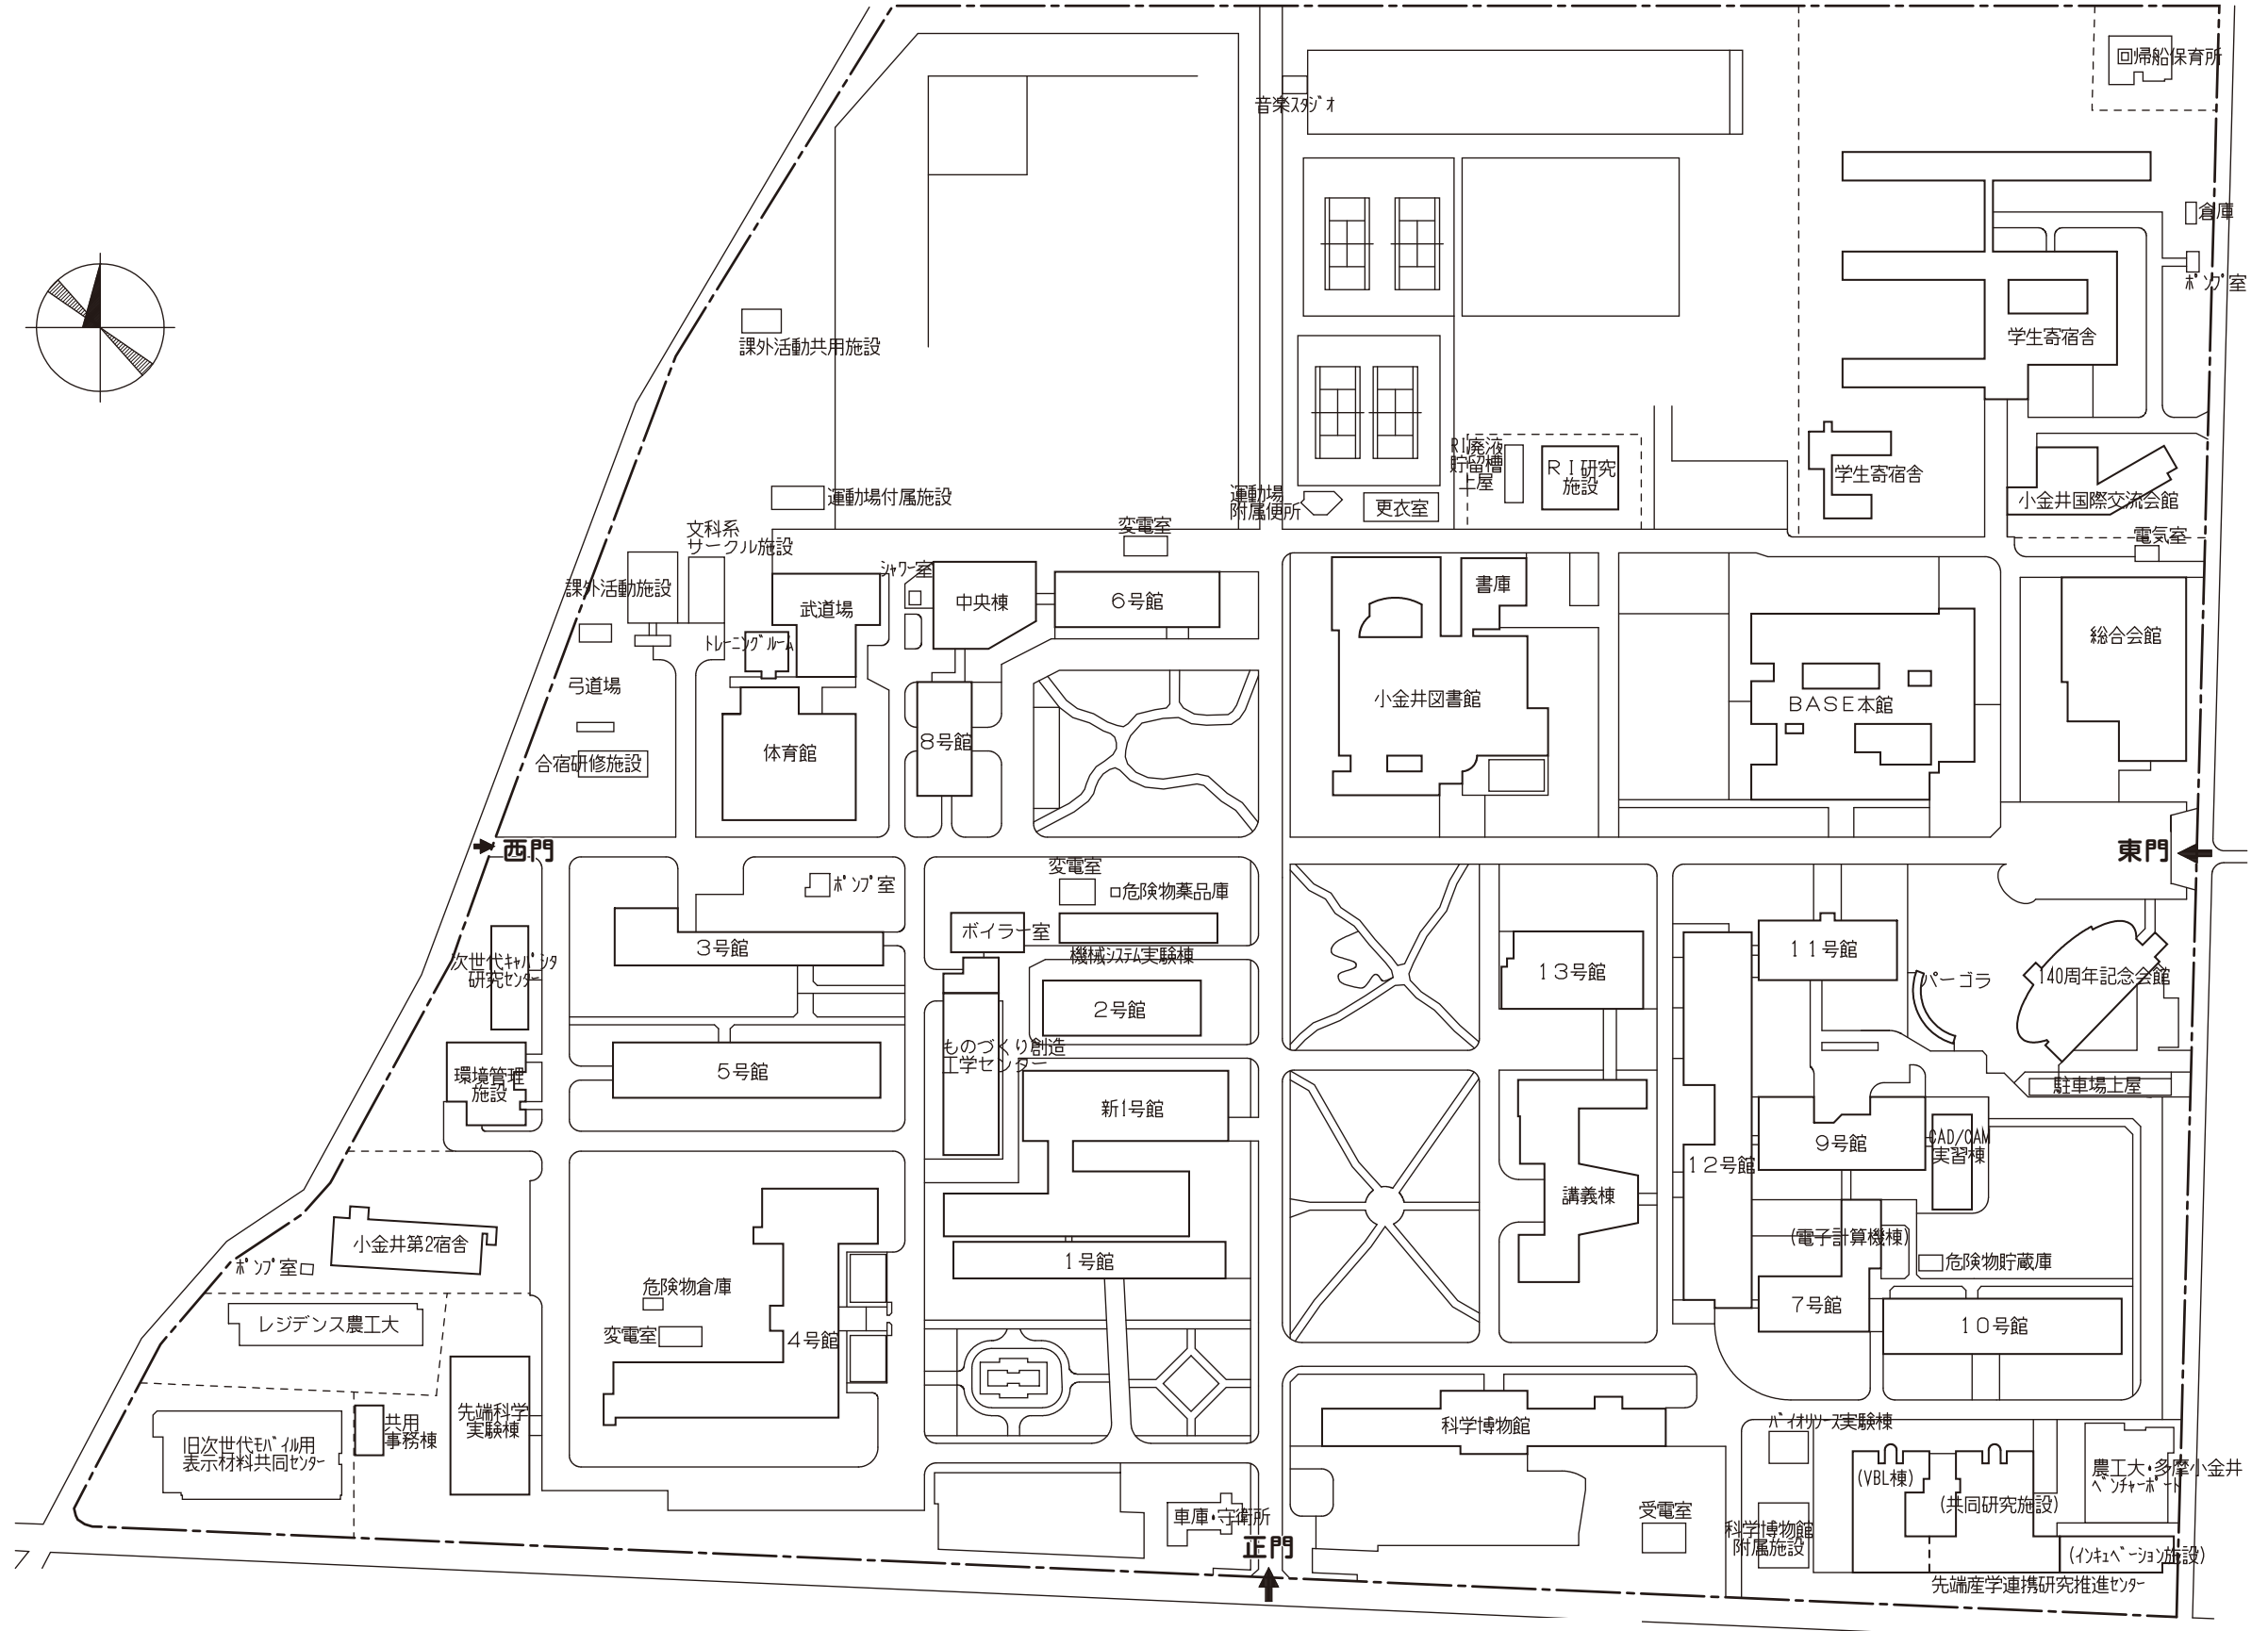 回帰船保育所
音楽ｽﾀｼﾞｵ
倉庫
ﾎﾟﾝﾌﾟ室
課外活動共用施設
学生寄宿舎
RI廃液
貯留槽
上屋
ＲＩ研究
施設
学生寄宿舎
小金井国際交流会館
運動場付属施設
運動場
附属便所
更衣室
変電室
電気室
文科系
サークル施設
課外活動施設
ｼｬﾜｰ室
武道場
中央棟
６号館
書庫
ﾄﾚｰﾆﾝｸﾞﾙｰﾑ
総合会館
弓道場
小金井図書館
ＢＡＳＥ本館
体育館
８号館
合宿研修施設
西門
東門
変電室
ﾎﾟﾝﾌﾟ室
危険物薬品庫
ボイラー室
３号館
機械ｼｽﾃﾑ実験棟
１１号館
次世代ｷｬﾊﾟｼﾀ
研究ｾﾝﾀｰ
１３号館
パーゴラ
140周年記念会館
２号館
ものづくり創造
工学センター
５号館
環境管理
施設
駐車場上屋
新1号館
９号館
CAD/CAM
実習棟
１２号館
講義棟
小金井第2宿舎
(電子計算機棟)
ﾎﾟﾝﾌﾟ室
１号館
危険物貯蔵庫
危険物倉庫
レジデンス農工大
変電室
４号館
７号館
１０号館
先端科学
実験棟
共用
事務棟
科学博物館
ﾊﾞｲｵﾘｿｰｽ実験棟
旧次世代ﾓﾊﾞｲﾙ用
表示材料共同ｾﾝﾀｰ
(VBL棟)
農工大・多摩小金井
ﾍﾞﾝﾁｬｰﾎﾟｰﾄ
(共同研究施設)
車庫・守衛所
受電室
科学博物館
附属施設
正門
(ｲﾝｷｭﾍﾞｰｼｮﾝ施設)
先端産学連携研究推進ｾﾝﾀｰ